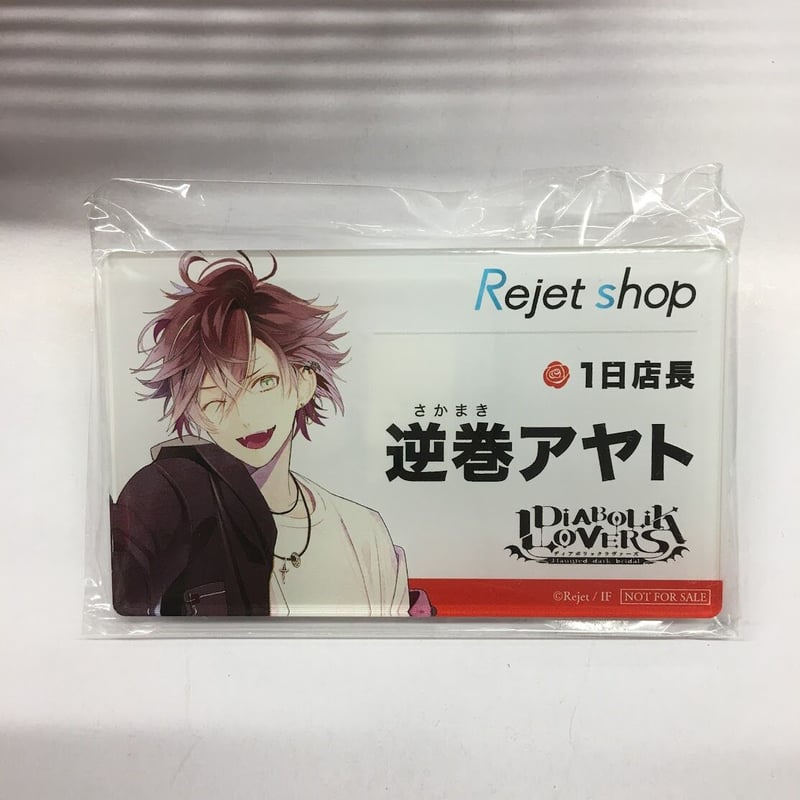 Rejet shop
1日店長
さかまき
逆巻アヤト
DIABOLIK
LOVERS
ディアボリックラヴァーズ
Haunted dark bridal
©Rejet / IF NOT FOR SALE